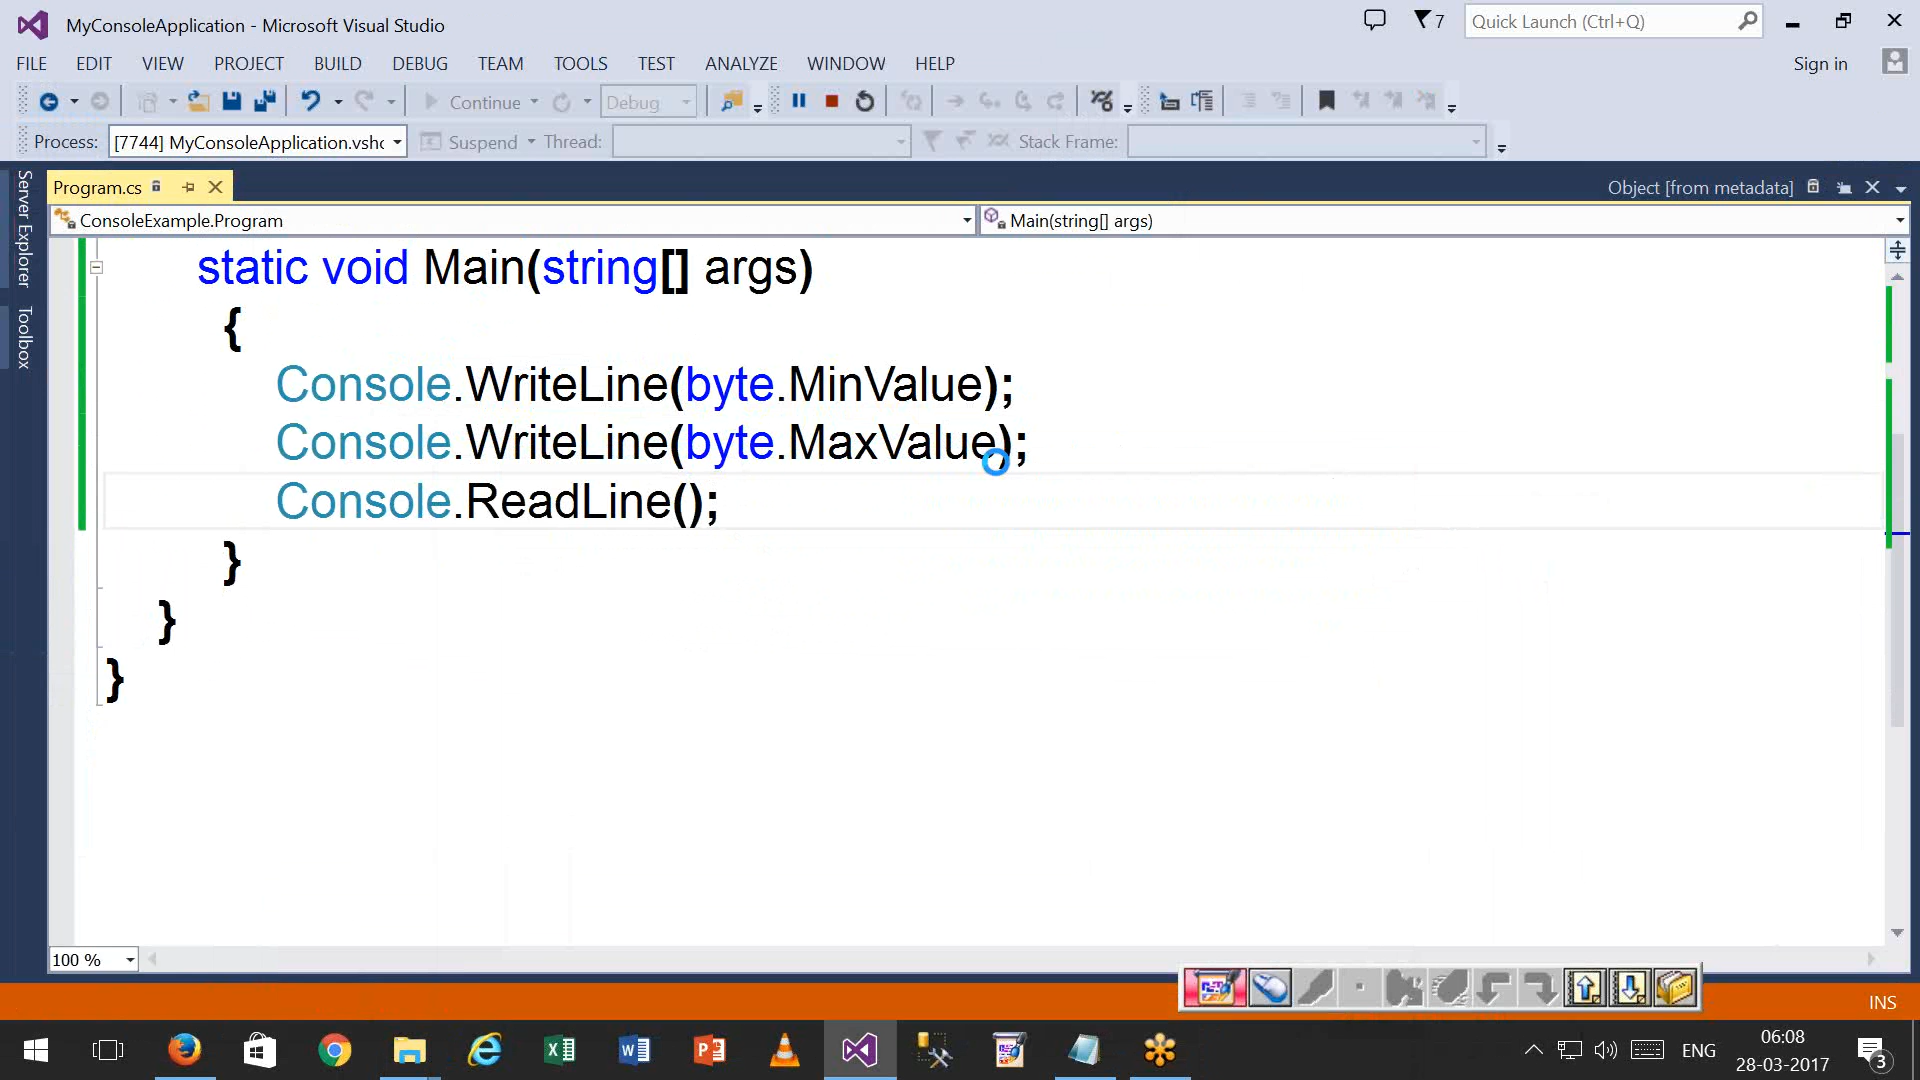 MyConsoleApplication - Microsoft Visual Studio
7
Quick Launch (Ctrl+Q)
FILE EDIT VIEW PROJECT BUILD DEBUG TEAM TOOLS TEST ANALYZE WINDOW HELP
Sign in
Continue
Debug
Process: [7744] MyConsoleApplication.vshc
Suspend
Thread:
Stack Frame:
Server Explorer
Toolbox
Program.cs
Object [from metadata]
ConsoleExample.Program
Main(string[] args)
static void Main(string[] args)
{
Console.WriteLine(byte.MinValue);
Console.WriteLine(byte.MaxValue);
Console.ReadLine();
}
}
}
100 %
INS
ENG
06:08
28-03-2017
3